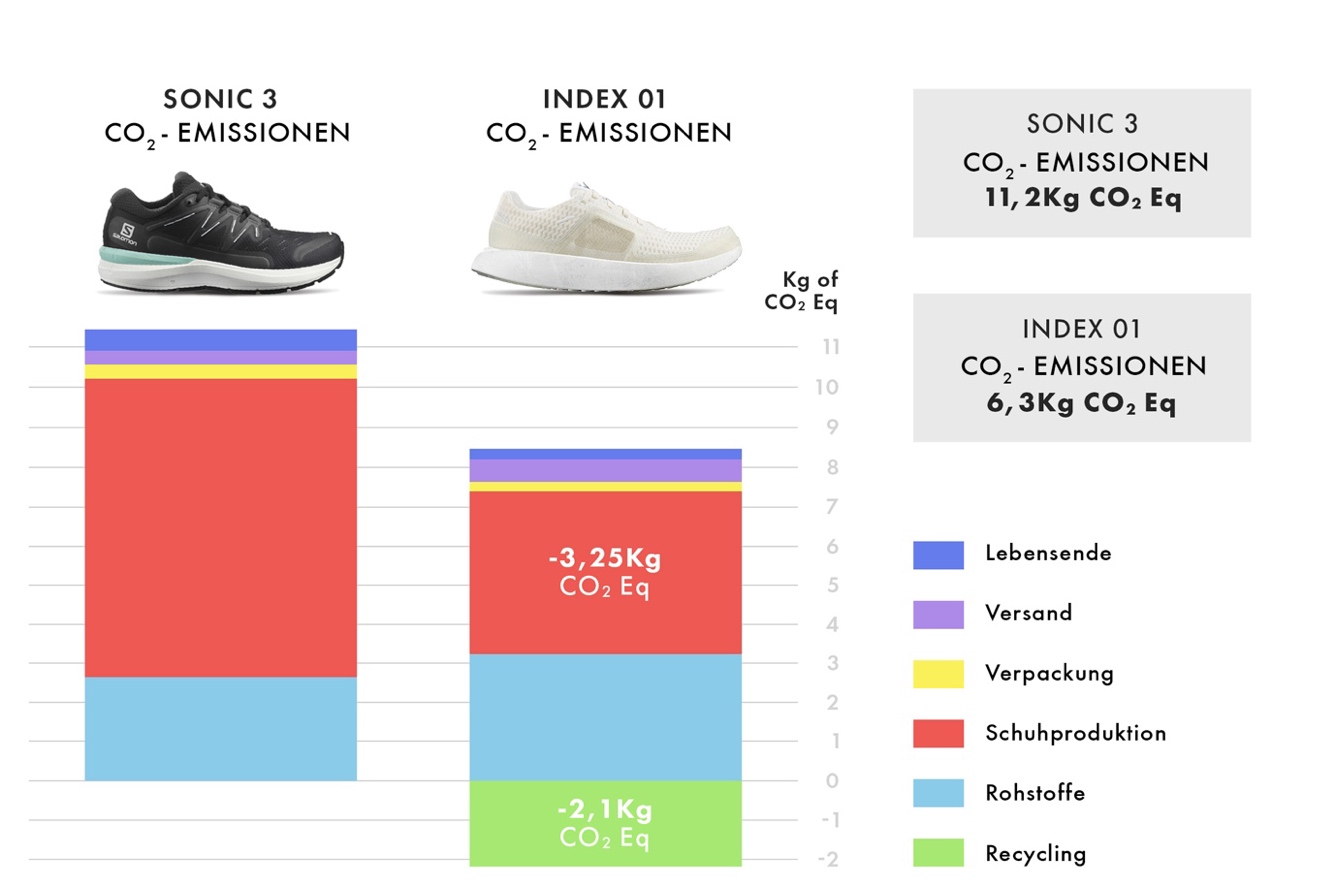 SONIC 3
CO₂- EMISSIONEN
INDEX 01
CO₂- EMISSIONEN
SALOMON
Kg of
CO₂ Eq
11
10
9
8
7
6
5
4
3
2
1
0
-1
-2
-3,25Kg
CO₂ Eq
-2,1Kg
CO₂ Eq
SONIC 3
CO₂- EMISSIONEN
11,2Kg CO₂ Eq
INDEX 01
CO₂- EMISSIONEN
6,3Kg CO₂ Eq
Lebensende
Versand
Verpackung
Schuhproduktion
Rohstoffe
Recycling